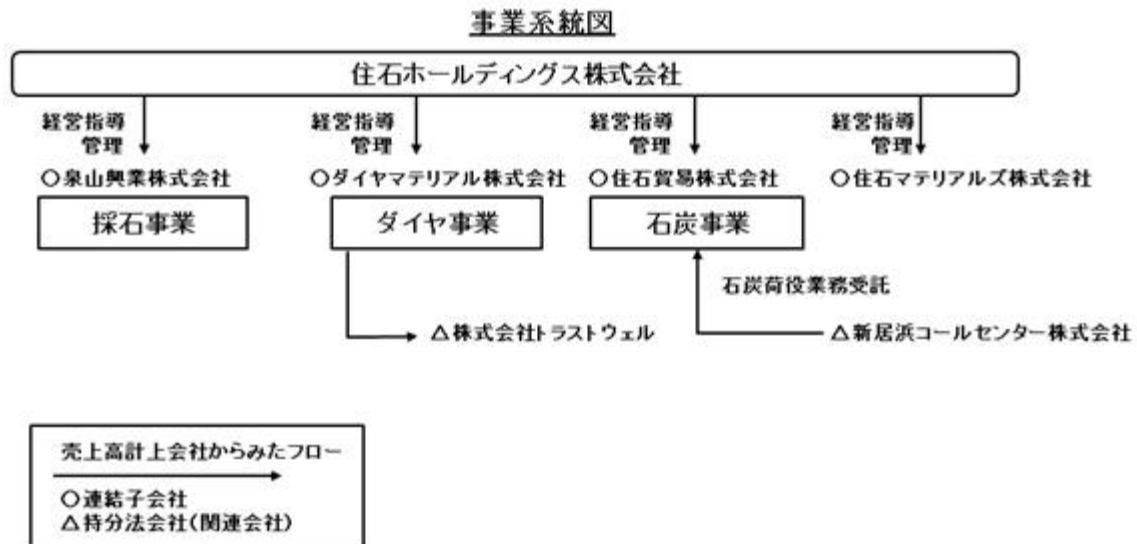 事業系統図
住石ホールディングス株式会社
経営指導
管理
経営指導
管理
経営指導
管理
経営指導
管理
○泉山興業株式会社
○ダイヤマテリアル株式会社
○住石貿易株式会社
○住石マテリアルズ株式会社
採石事業
ダイヤ事業
石炭事業
石炭荷役業務受託
△株式会社トラストウェル
△新居浜コールセンター株式会社
売上高計上会社からみたフロー
○連結子会社
△持分法会社(関連会社)